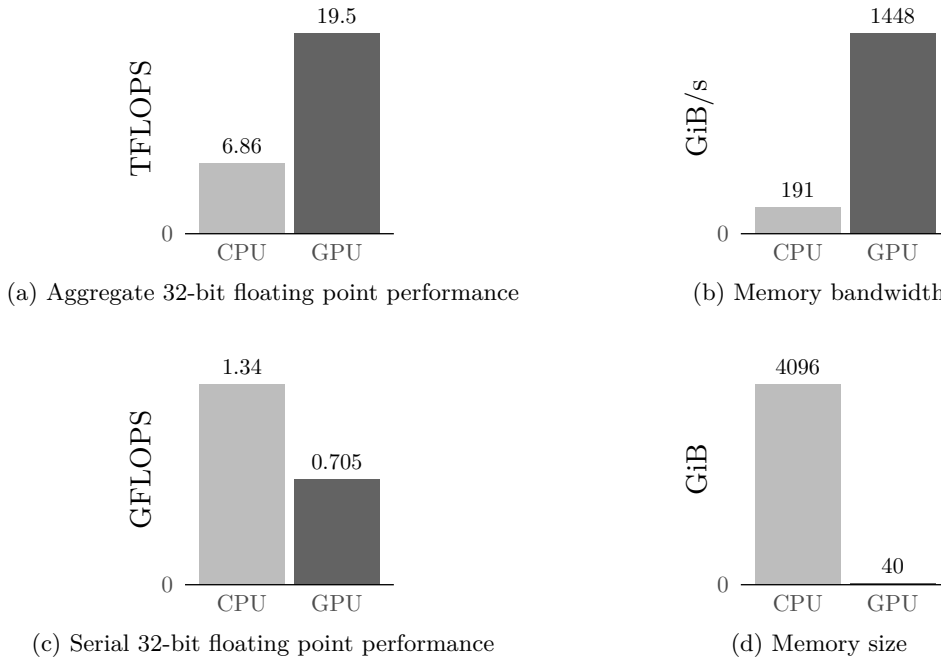 TFLOPS
19.5
6.86
0
CPU GPU
(a) Aggregate 32-bit floating point performance
GiB/s
1448
191
0
CPU GPU
(b) Memory bandwidth
GFLOPS
1.34
0.705
0
CPU GPU
(c) Serial 32-bit floating point performance
GiB
4096
40
0
CPU GPU
(d) Memory size